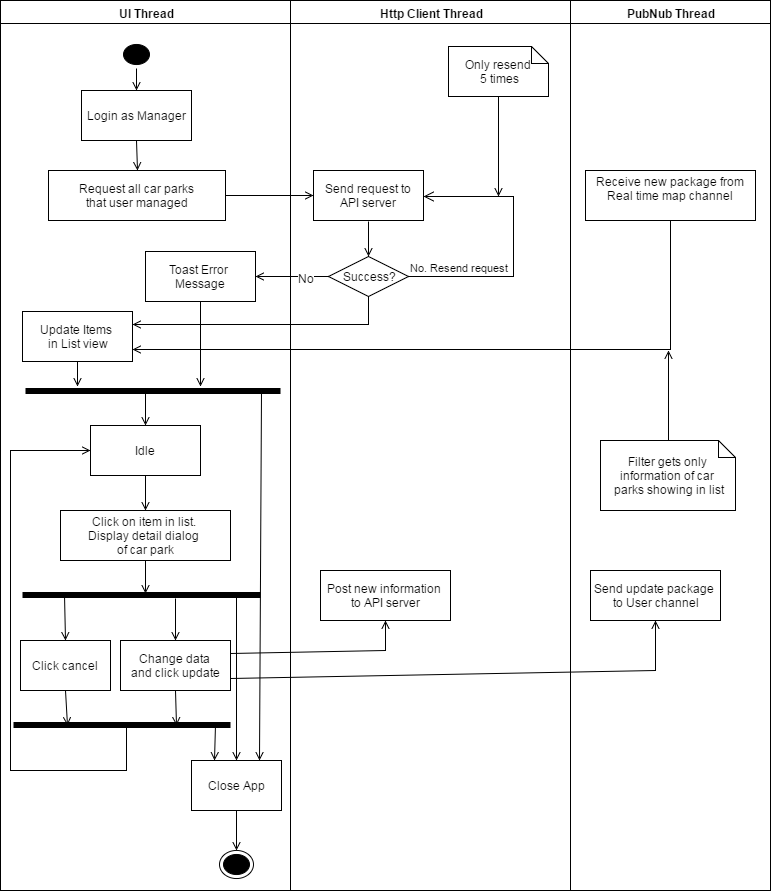 UI Thread
Http Client Thread
PubNub Thread
Only resend
5 times
Login as Manager
Request all car parks
that user managed
Send request to
API server
Receive new package from
Real time map channel
Toast Error
Message
No
Success?
No. Resend request
Update Items
in List view
Idle
Filter gets only
information of car
parks showing in list
Click on item in list.
Display detail dialog
of car park
Post new information
to API server
Send update package
to User channel
Click cancel
Change data
and click update
Close App